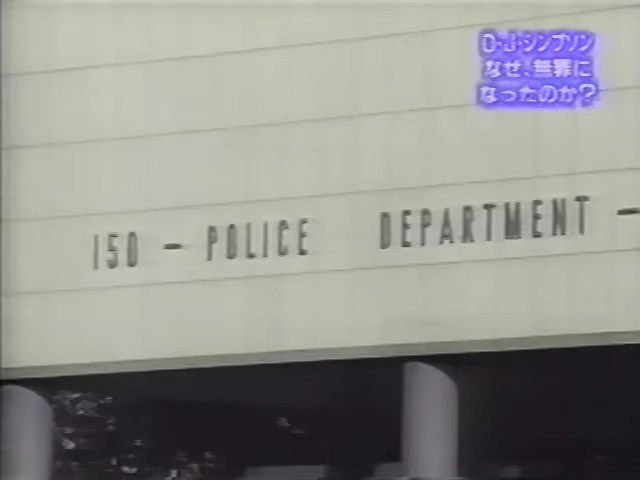 O・J・シンプソン
なぜ、無罪に
なったのか?
150 - POLICE DEPARTMENT -